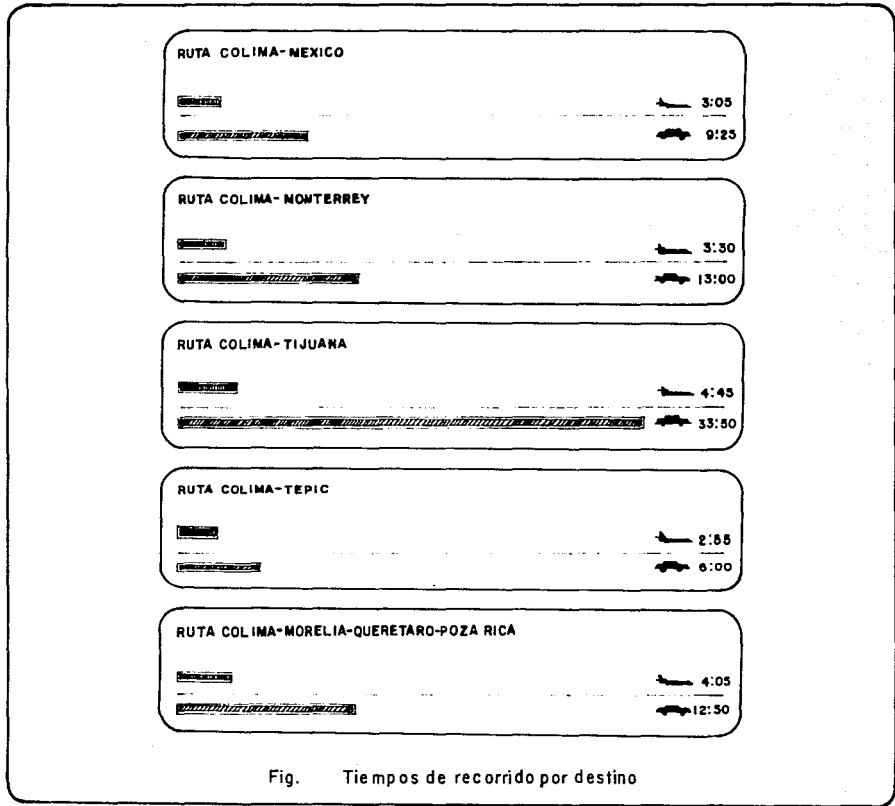 RUTA COLIMA-MEXICO
3:05
9:25
RUTA COLIMA-MONTERREY
3:30
13:00
RUTA COLIMA-TIJUANA
4:45
33:50
RUTA COLIMA-TEPIC
2:55
6:00
RUTA COLIMA-MORELIA-QUERETARO-POZA RICA
4:05
12:50
Fig. Tiempos de recorrido por destino